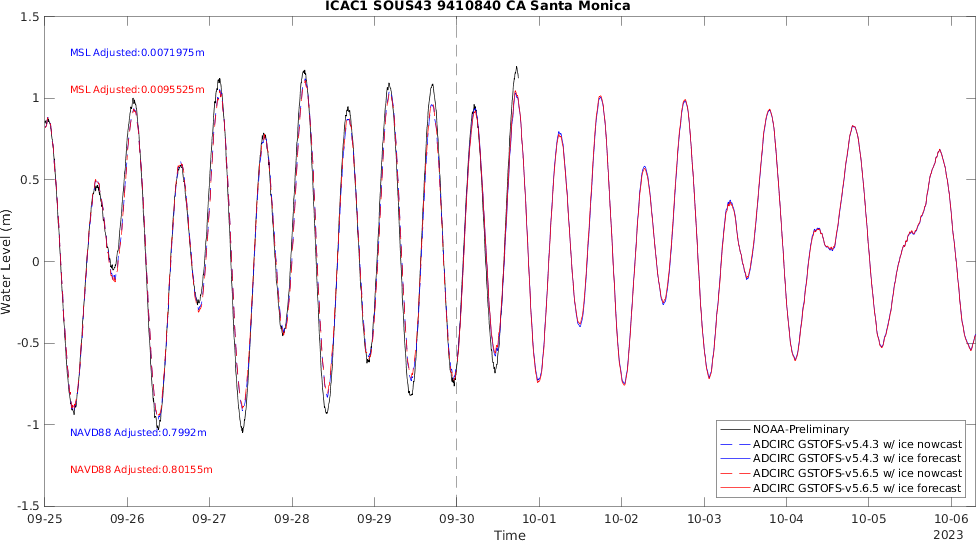 ICAC1 SOUS43 9410840 CA Santa Monica
1.5
MSL Adjusted:0.0071975m
MSL Adjusted:0.0095525m
1
0.5
Water Level (m)
0
-0.5
-1
NAVD88 Adjusted:0.7992m
NAVD88 Adjusted:0.80155m
-1.5
NOAA-Preliminary
ADCIRC GSTOFS-v5.4.3 w/ ice nowcast
ADCIRC GSTOFS-v5.4.3 w/ ice forecast
ADCIRC GSTOFS-v5.6.5 w/ ice nowcast
ADCIRC GSTOFS-v5.6.5 w/ ice forecast
09-25 09-26 09-27 09-28 09-29 09-30 10-01 10-02 10-03 10-04 10-05 10-06
Time
2023